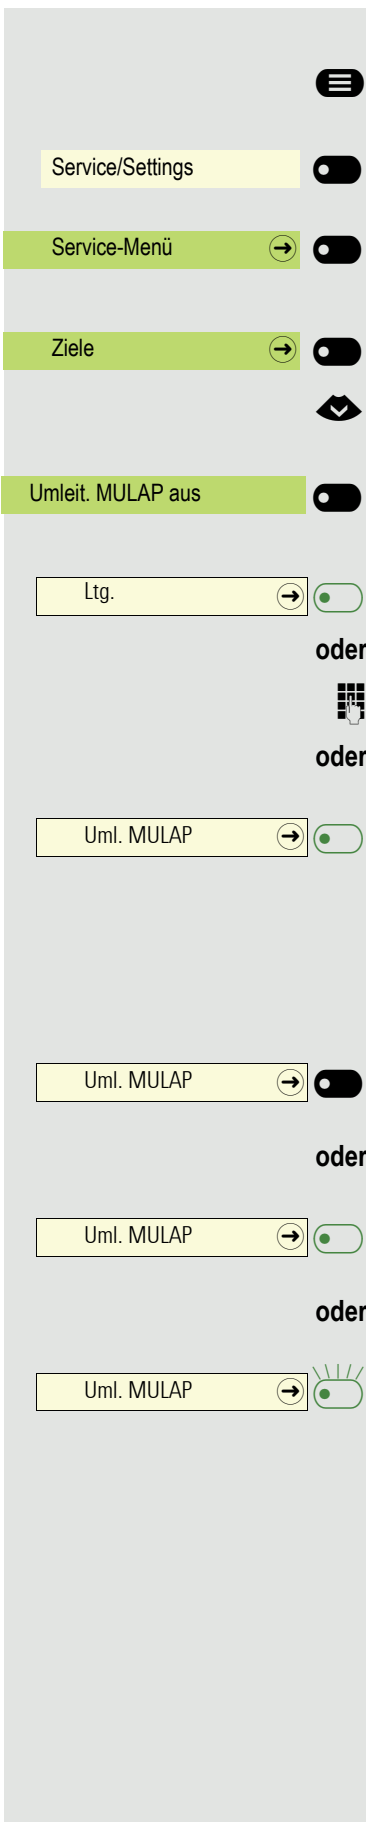 Service/Settings
Service-Menü
Ziele
Umleit. MULAP aus
Ltg.
oder
oder
Uml. MULAP
Uml. MULAP
oder
Uml. MULAP
oder
Uml. MULAP